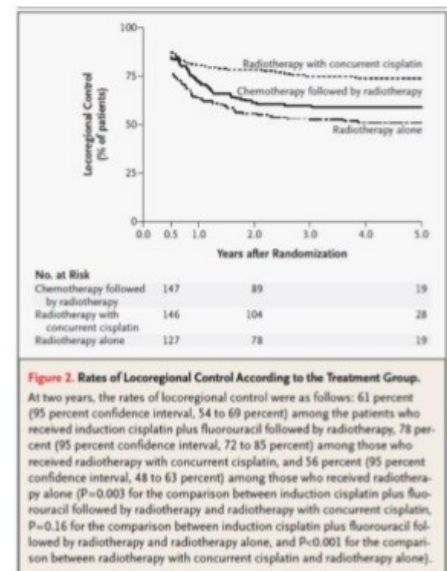 100
75
50
25
0
Locoregional Control
(% of patients)
Radiotherapy with concurrent cisplatin
Chemotherapy followed by radiotherapy
Radiotherapy alone
0.0 0.5 1.0 2.0 3.0 4.0 5.0
Years after Randomization
No. at Risk
Chemotherapy followed 147 89 19
by radiotherapy
Radiotherapy with 146 104 28
concurrent cisplatin
Radiotherapy alone 127 78 19
Figure 2. Rates of Locoregional Control According to the Treatment Group.
At two years, the rates of locoregional control were as follows: 61 percent
(95 percent confidence interval, 54 to 69 percent) among the patients who
received induction cisplatin plus fluorouracil followed by radiotherapy, 78 per-
cent (95 percent confidence interval, 72 to 85 percent) among those who
received radiotherapy with concurrent cisplatin, and 56 percent (95 percent
confidence interval, 48 to 63 percent) among those who received radiothera-
py alone (P=0.003 for the comparison between induction cisplatin plus fluo-
rouracil followed by radiotherapy and radiotherapy with concurrent cisplatin,
P=0.16 for the comparison between induction cisplatin plus fluorouracil fol-
lowed by radiotherapy and radiotherapy alone, and P<0.001 for the compari-
son between radiotherapy with concurrent cisplatin and radiotherapy alone).